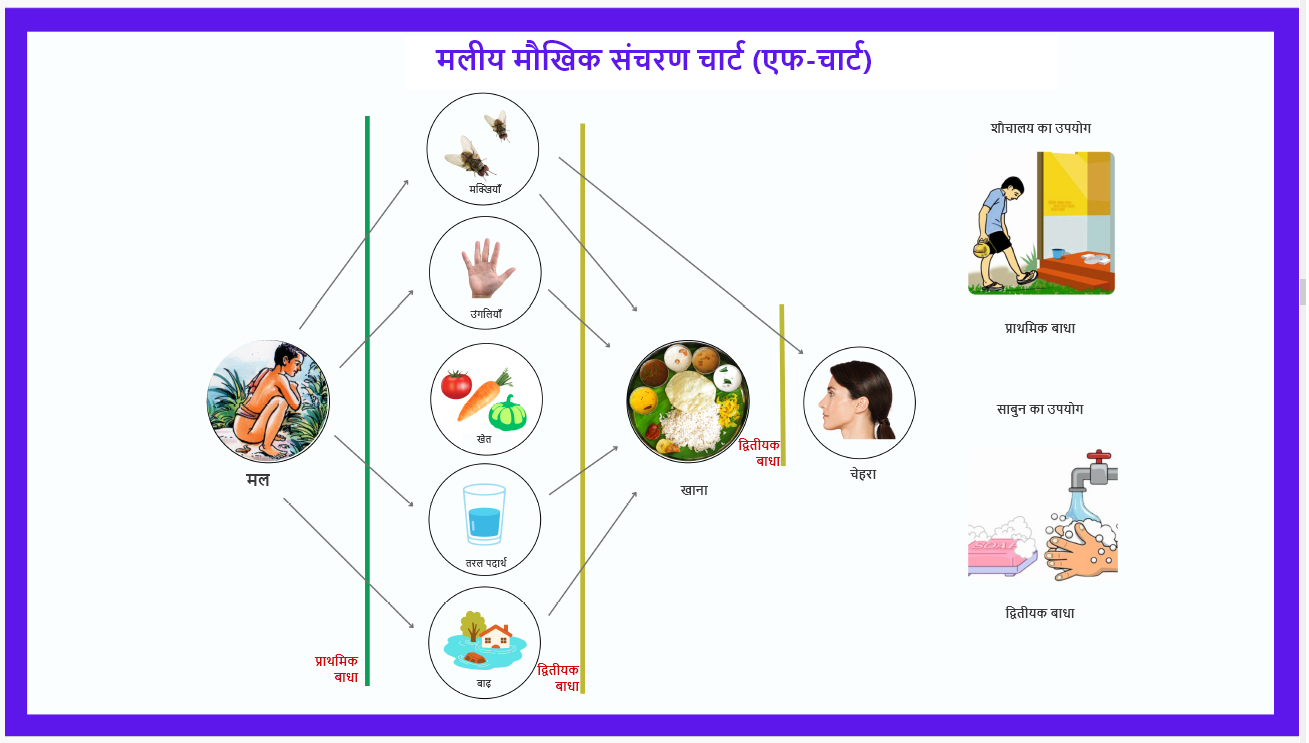 मलीय मौखिक संचरण चार्ट (एफ-चार्ट)
मक्खियाँ
उंगलियाँ
खेत
तरल पदार्थ
बाढ़
मल
प्राथमिक
बाधा
द्वितीयक
बाधा
खाना
द्वितीयक
बाधा
चेहरा
शौचालय का उपयोग
प्राथमिक बाधा
साबुन का उपयोग
SOAP
द्वितीयक बाधा